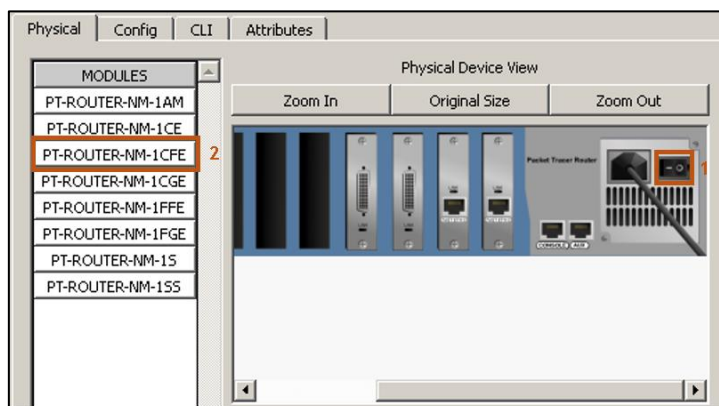 Physical Config CLI Attributes
MODULES
PT-ROUTER-NM-1AM
PT-ROUTER-NM-1CE
PT-ROUTER-NM-1CFE
2
PT-ROUTER-NM-1CGE
PT-ROUTER-NM-1FFE
PT-ROUTER-NM-1FGE
PT-ROUTER-NM-1S
PT-ROUTER-NM-1SS
Physical Device View
Zoom In Original Size Zoom Out
Packet Tracer Router
1
CONSOLE AUX